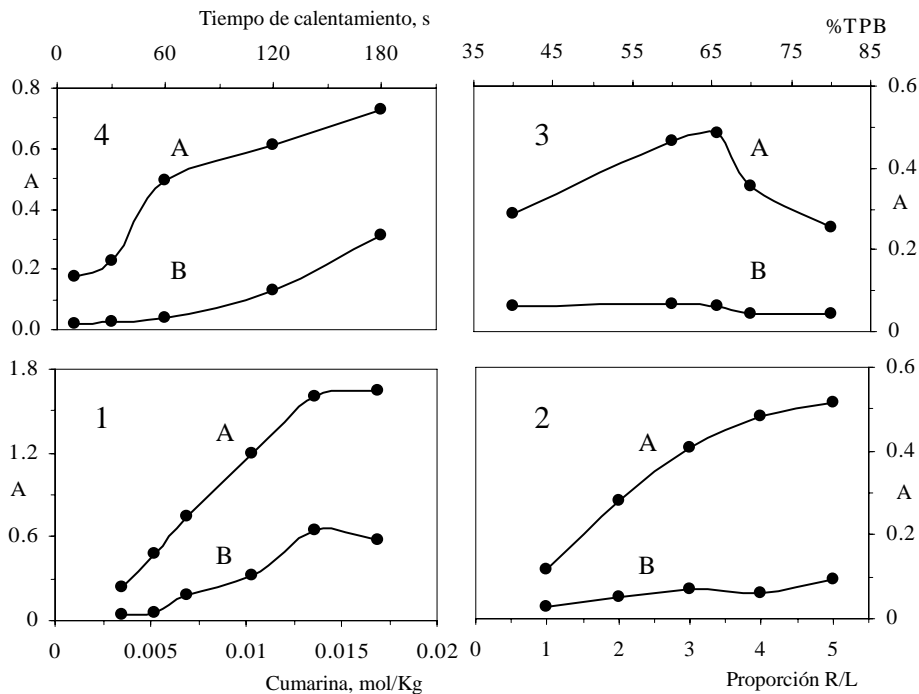 Tiempo de calentamiento, s
%TPB
0 60 120 180 240
35 45 55 65 75 85
0.8
0.6
0.4
0.2
0.0
A
4
A
B
3
A
B
0.6
0.4
0.2
0
A
1.8
1.2
0.6
0
A
1
A
B
2
A
B
0.6
0.4
0.2
0
A
0 0.005 0.01 0.015 0.02
0 1 2 3 4 5
Cumarina, mol/Kg
Proporción R/L